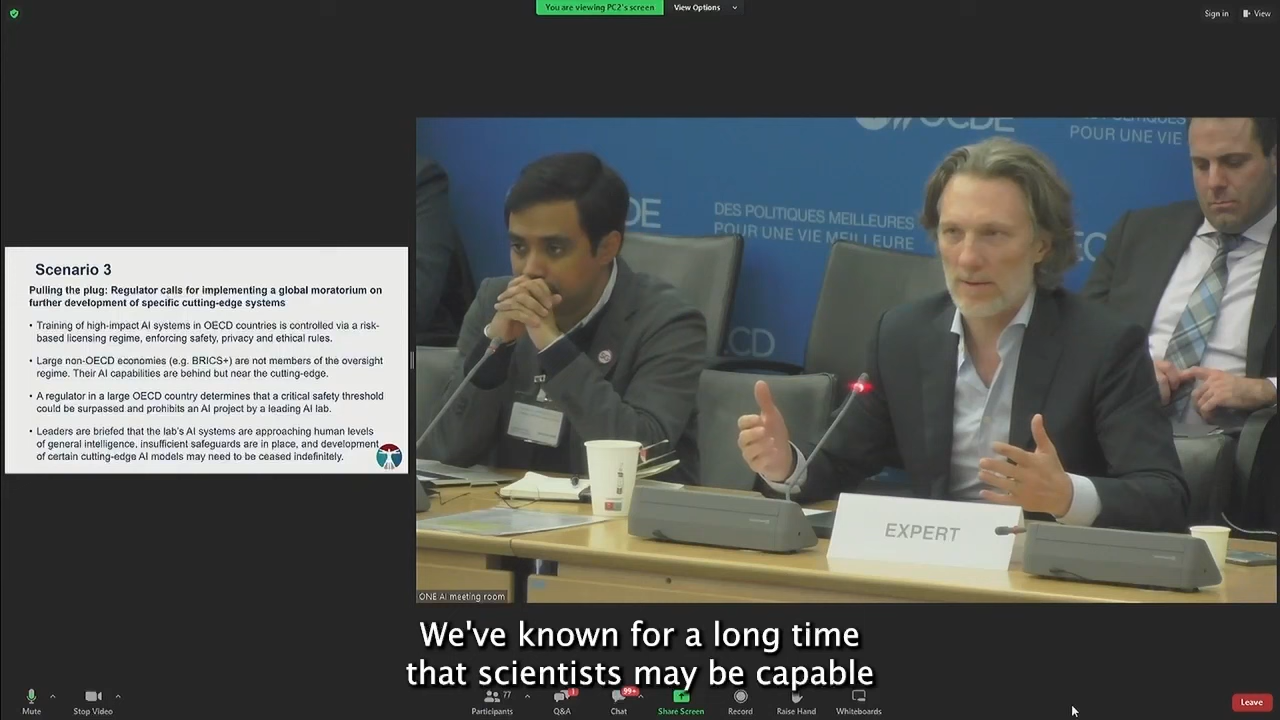 You are viewing PC2's screen
View Options
Sign in
View
OCDE
DES POLITIQUES MEILLEURES
POUR UNE VIE MEILLEURE
POUR UNE VIE
Scenario 3
Pulling the plug: Regulator calls for implementing a global moratorium on
further development of specific cutting-edge systems
• Training of high-impact AI systems in OECD countries is controlled via a risk-
based licensing regime, enforcing safety, privacy and ethical rules.
• Large non-OECD economies (e.g. BRICS+) are not members of the oversight
regime. Their AI capabilities are behind but near the cutting-edge.
• A regulator in a large OECD country determines that a critical safety threshold
could be surpassed and prohibits an AI project by a leading AI lab.
• Leaders are briefed that the lab's AI systems are approaching human levels
of general intelligence, insufficient safeguards are in place, and development
of certain cutting-edge AI models may need to be ceased indefinitely.
EXPERT
ONE AI meeting room
We've known for a long time
that scientists may be capable
Mute
Stop Video
77
Participants
1
Q&A
99+
Chat
Share Screen
Record
Raise Hand
Whiteboards
Leave